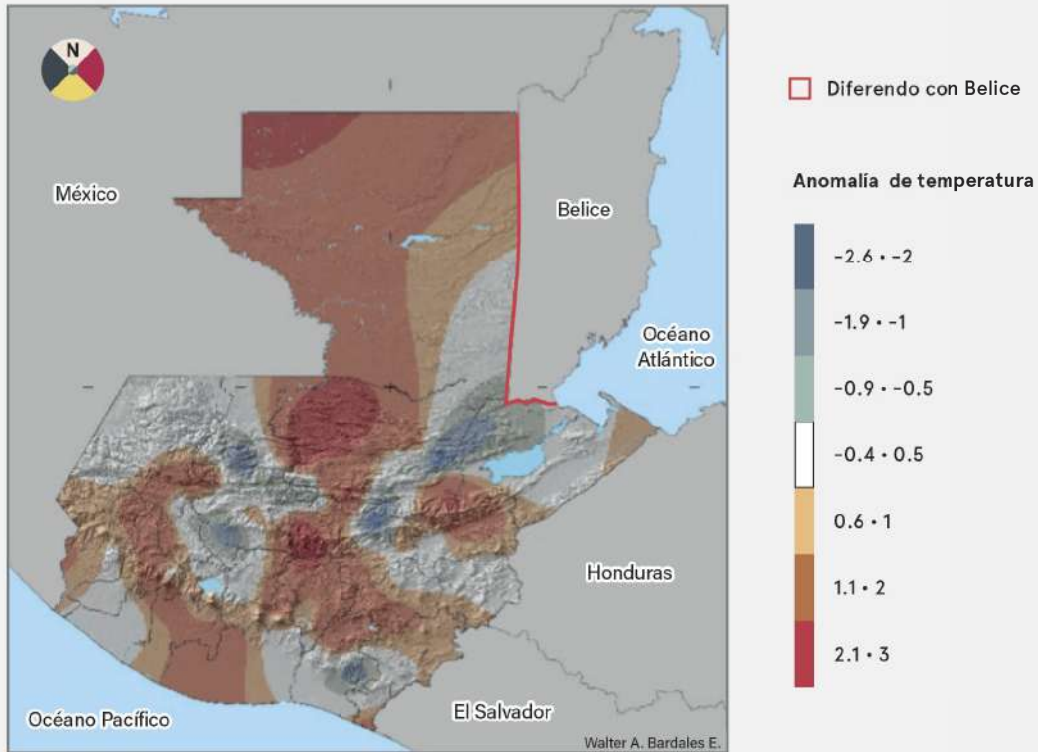 N
México
Belice
Océano
Atlántico
Honduras
El Salvador
Océano Pacífico
Walter A. Bardales E.
Diferendo con Belice
Anomalía de temperatura
-2.6 • -2
-1.9 • -1
-0.9 • -0.5
-0.4 • 0.5
0.6 • 1
1.1 • 2
2.1 • 3